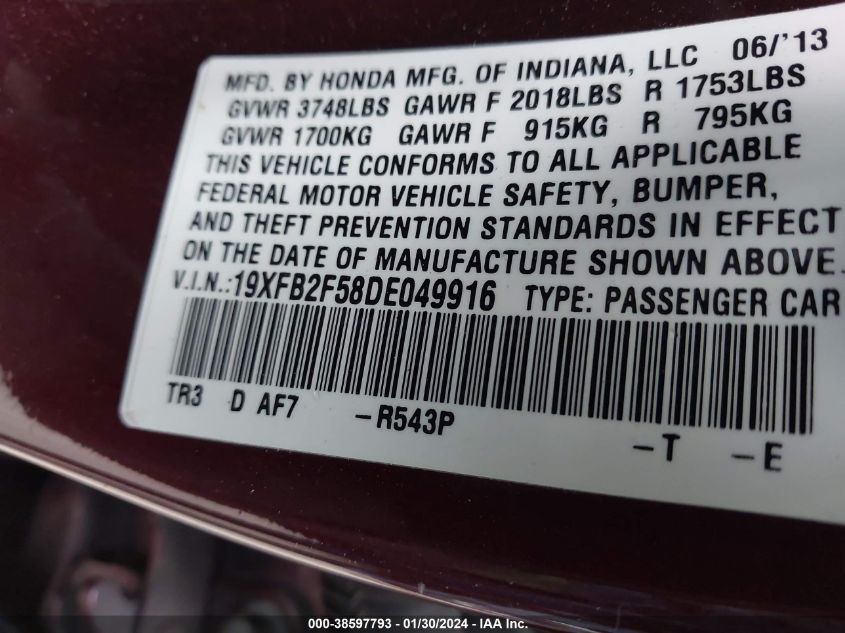 MFD. BY HONDA MFG. OF INDIANA, LLC 06/'13
GVWR 3748LBS GAWR F 2018LBS R 1753LBS
GVWR 1700KG GAWR F 915KG R 795KG
THIS VEHICLE CONFORMS TO ALL APPLICABLE
FEDERAL MOTOR VEHICLE SAFETY, BUMPER,
AND THEFT PREVENTION STANDARDS IN EFFECT
ON THE DATE OF MANUFACTURE SHOWN ABOVE.
V.I.N.:19XFB2F58DE049916 TYPE: PASSENGER CAR
TR3 D AF7 -R543P -T -E
000-38597793 - 01/30/2024 - IAA Inc.